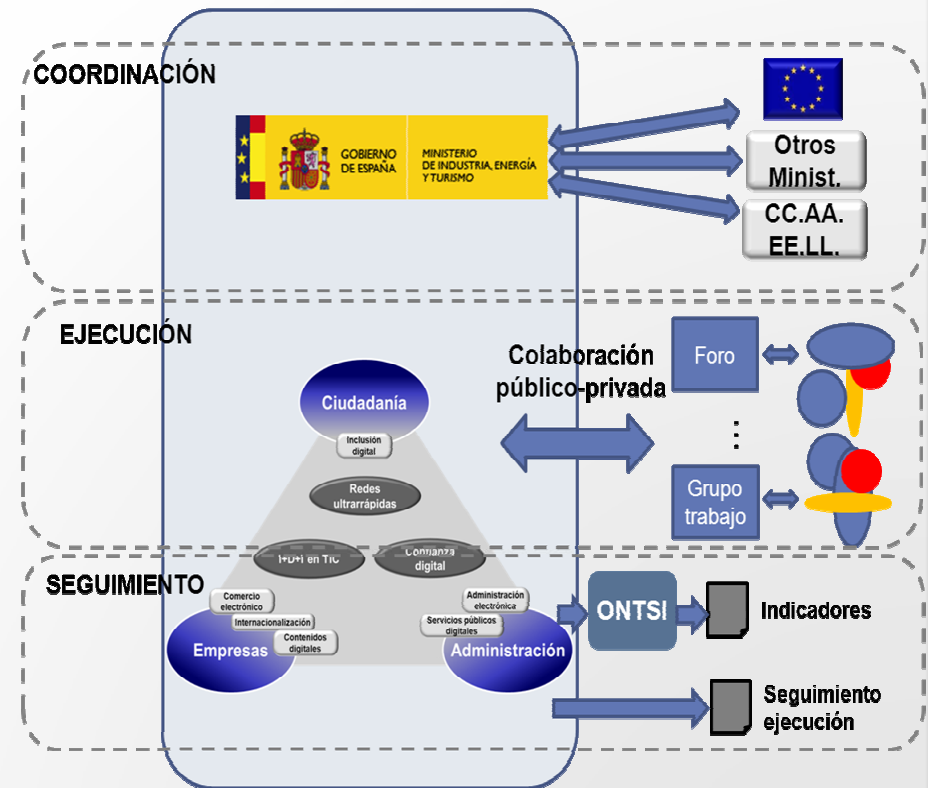 COORDINACIÓN
GOBIERNO
DE ESPAÑA
MINISTERIO
DE INDUSTRIA, ENERGÍA
Y TURISMO
Otros
Minist.
CC.AA.
EE.LL.
EJECUCIÓN
Colaboración
público-privada
Foro
...
Grupo
trabajo
Ciudadanía
Inclusión
digital
Redes
ultrarrápidas
I+D+I en TIC
Confianza
digital
SEGUIMIENTO
Comercio
electrónico
Internacionalización
Contenidos
digitales
Empresas
Administración
electrónica
Servicios públicos
digitales
Administración
ONTSI
Indicadores
Seguimiento
ejecución